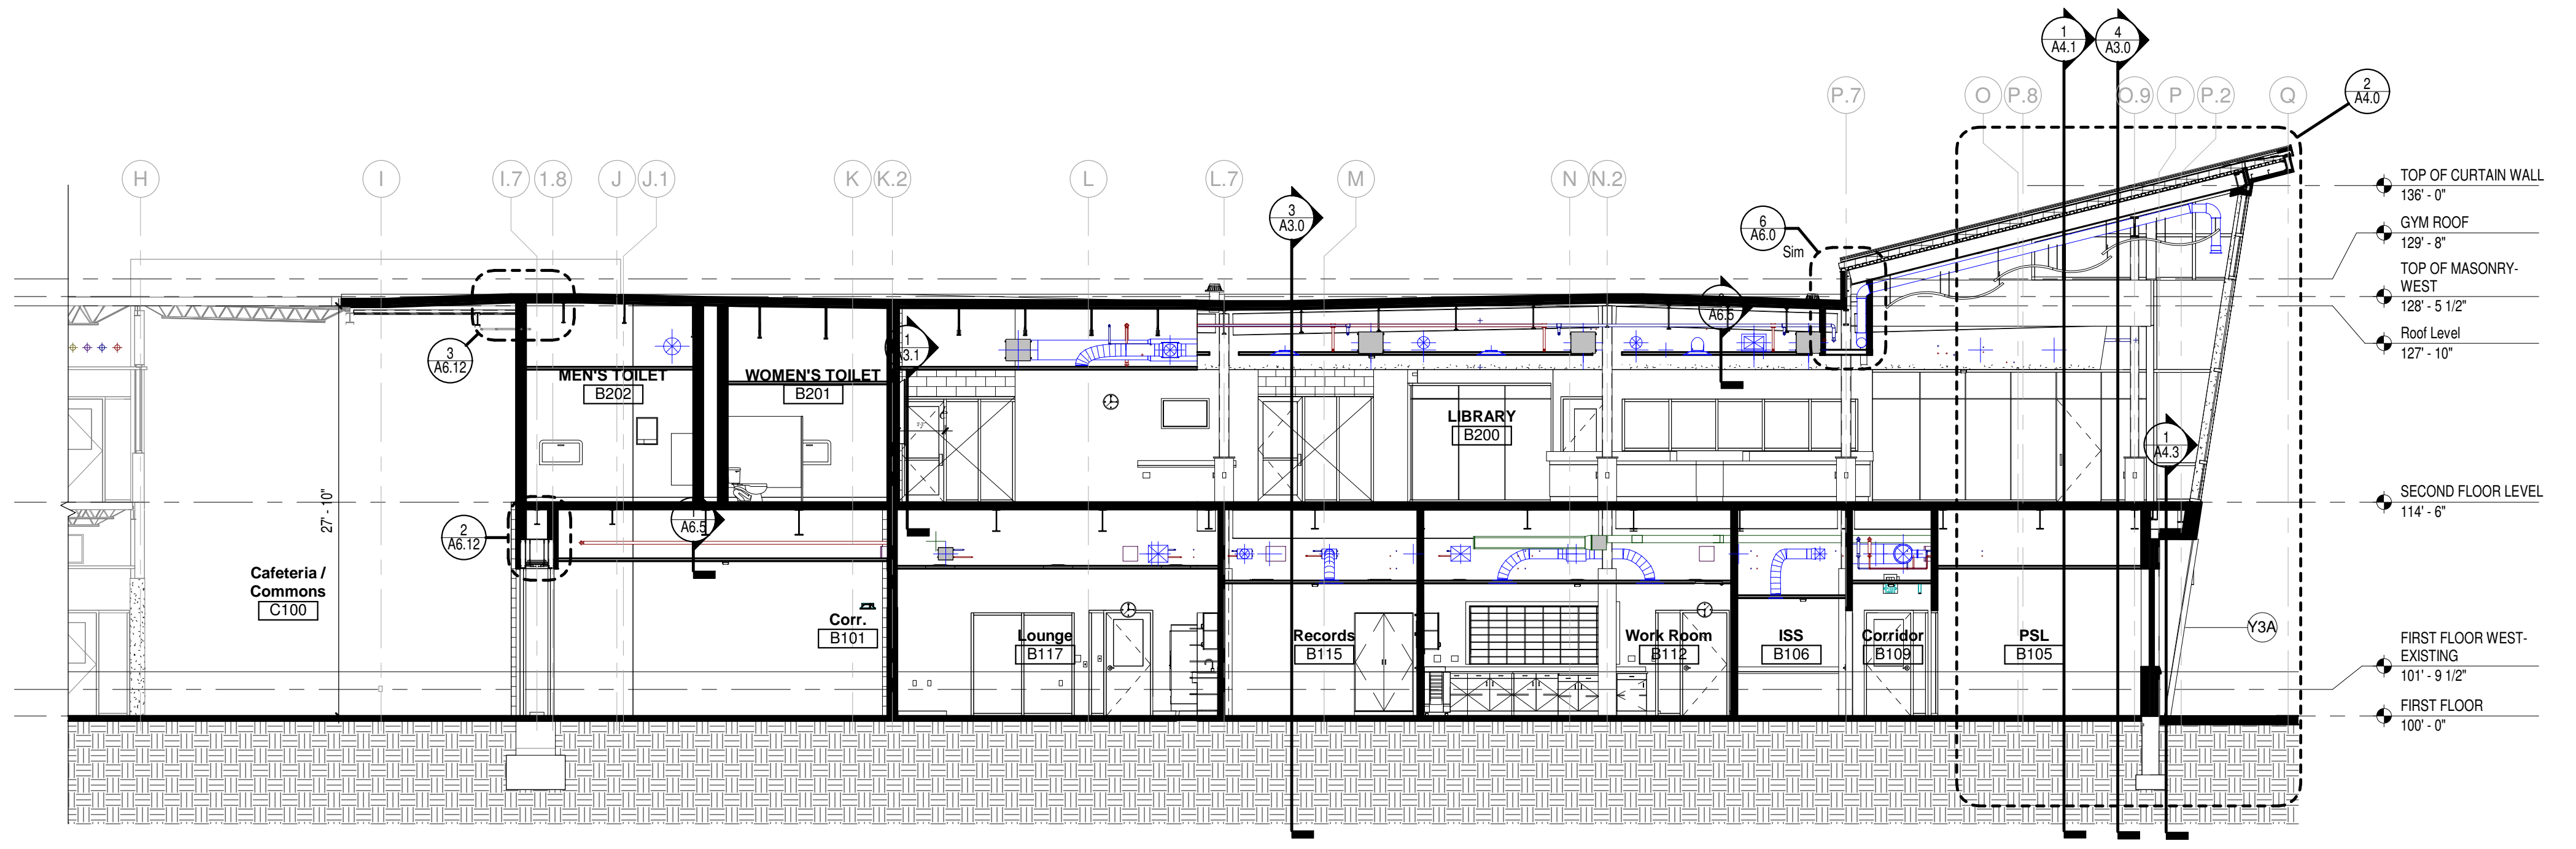 1
A4.1
4
A3.0
2
A4.0
P.7
O
P.8
O.9
P
P.2
Q
H
I
I.7
1.8
J
J.1
K
K.2
L
L.7
M
N
N.2
TOP OF CURTAIN WALL
136' - 0"
3
A3.0
6
A6.0
Sim
GYM ROOF
129' - 8"
TOP OF MASONRY-
WEST
128' - 5 1/2"
A6.5
Roof Level
127' - 10"
3
A6.12
1
A3.1
MEN'S TOILET
B202
WOMEN'S TOILET
B201
LIBRARY
B200
1
A4.3
27' - 10"
SECOND FLOOR LEVEL
114' - 6"
2
A6.12
1
A6.5
Cafeteria /
Commons
C100
Corr.
B101
Lounge
B117
Records
B115
Work Room
B112
ISS
B106
Corridor
B109
PSL
B105
Y3A
FIRST FLOOR WEST-
EXISTING
101' - 9 1/2"
FIRST FLOOR
100' - 0"